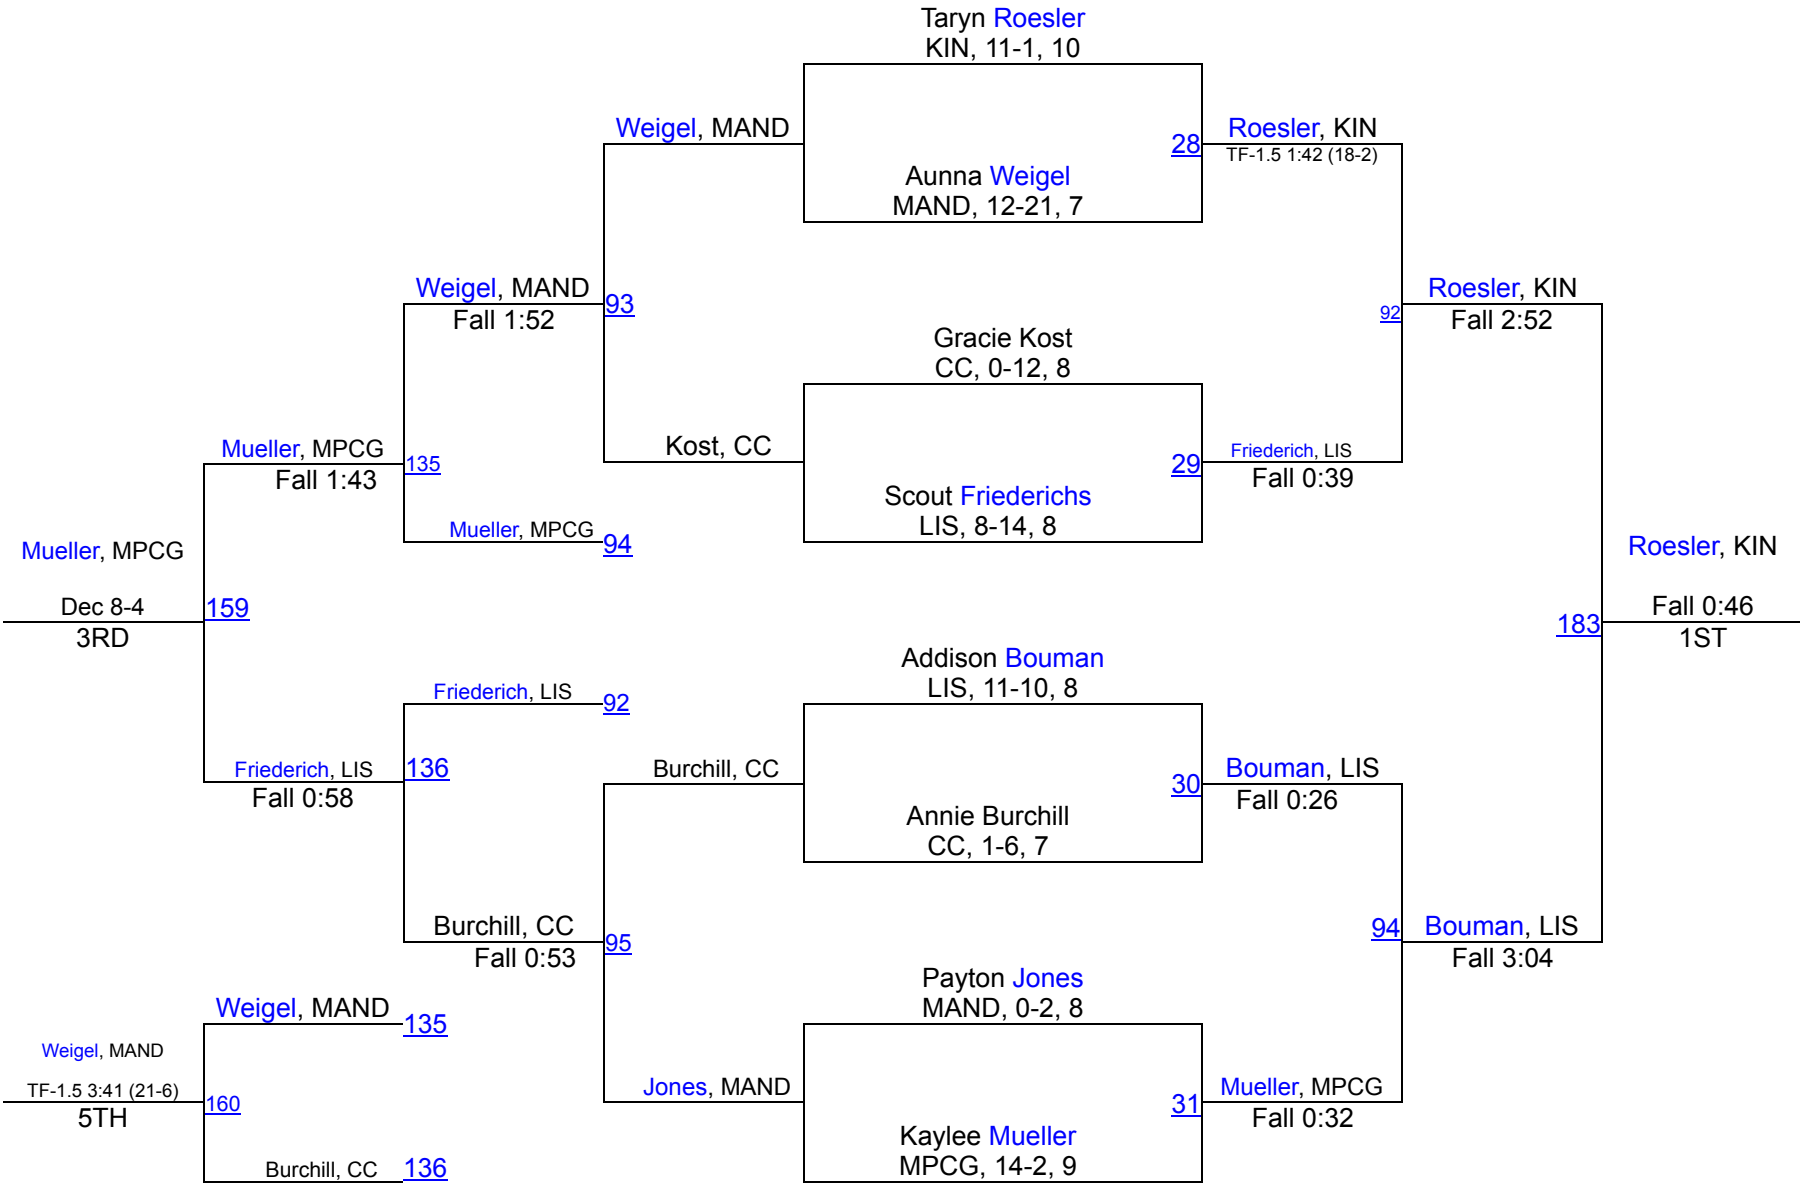 Taryn Roesler
KIN, 11-1, 10
Weigel, MAND
28
Roesler, KIN
TF-1.5 1:42 (18-2)
Aunna Weigel
MAND, 12-21, 7
Weigel, MAND
93
Fall 1:52
Roesler, KIN
92
Fall 2:52
Gracie Kost
CC, 0-12, 8
Mueller, MPCG
135
Fall 1:43
Kost, CC
29
Friederich, LIS
Fall 0:39
Scout Friederichs
LIS, 8-14, 8
Mueller, MPCG
94
Mueller, MPCG
Dec 8-4
159
3RD
Roesler, KIN
Fall 0:46
183
1ST
Addison Bouman
LIS, 11-10, 8
Friederich, LIS
92
Friederich, LIS
136
Fall 0:58
Burchill, CC
30
Bouman, LIS
Fall 0:26
Annie Burchill
CC, 1-6, 7
Burchill, CC
95
Fall 0:53
94
Bouman, LIS
Fall 3:04
Payton Jones
MAND, 0-2, 8
Weigel, MAND
135
Weigel, MAND
TF-1.5 3:41 (21-6)
160
5TH
Jones, MAND
31
Mueller, MPCG
Fall 0:32
Kaylee Mueller
MPCG, 14-2, 9
Burchill, CC
136